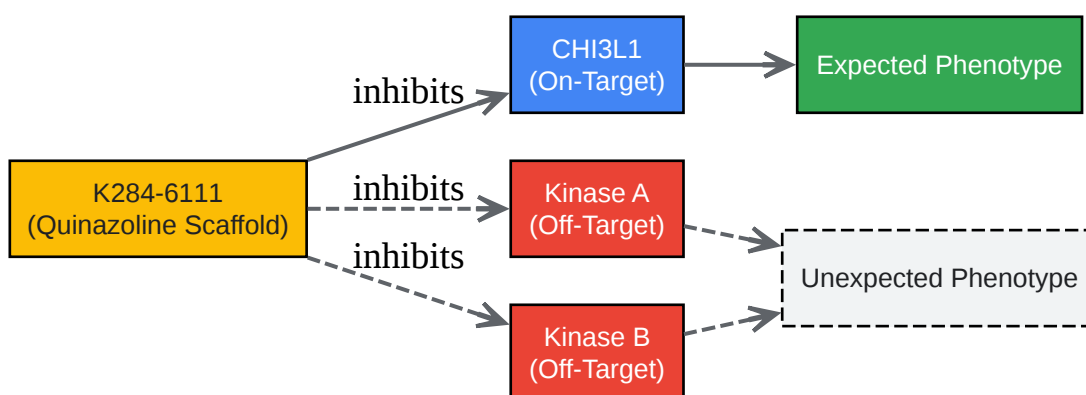 CHI3L1
(On-Target)
Expected Phenotype
inhibits
K284-6111
(Quinazoline Scaffold)
inhibits
Kinase A
(Off-Target)
inhibits
Unexpected Phenotype
Kinase B
(Off-Target)